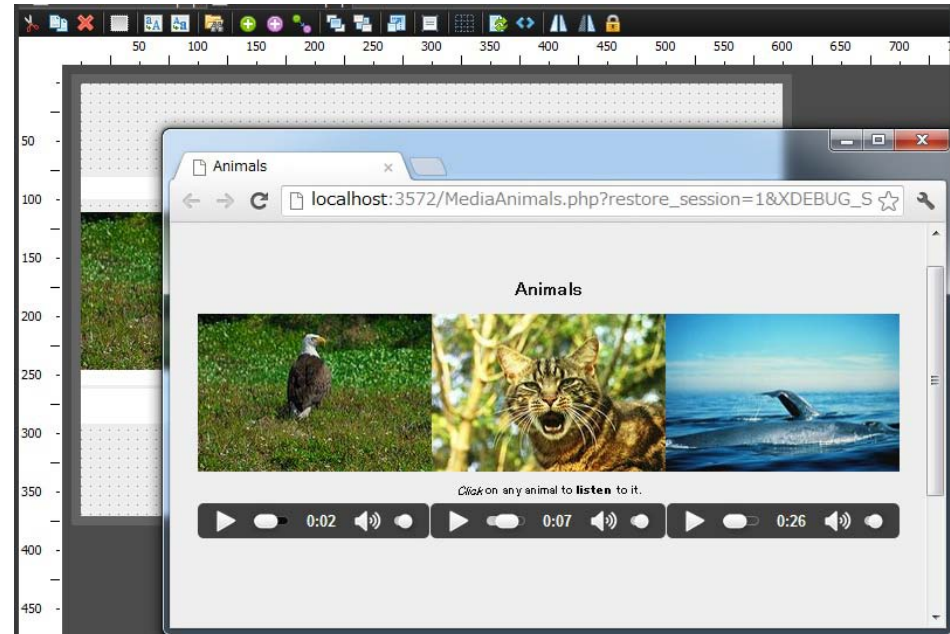 50 100 150 200 250 300 350 400 450 500 550 600 650 700
50
100
150
200
250
300
350
400
450
Animals
localhost:3572/MediaAnimals.php?restore_session=1&XDEBUG_S
Animals
Click on any animal to listen to it.
0:02 0:07 0:26